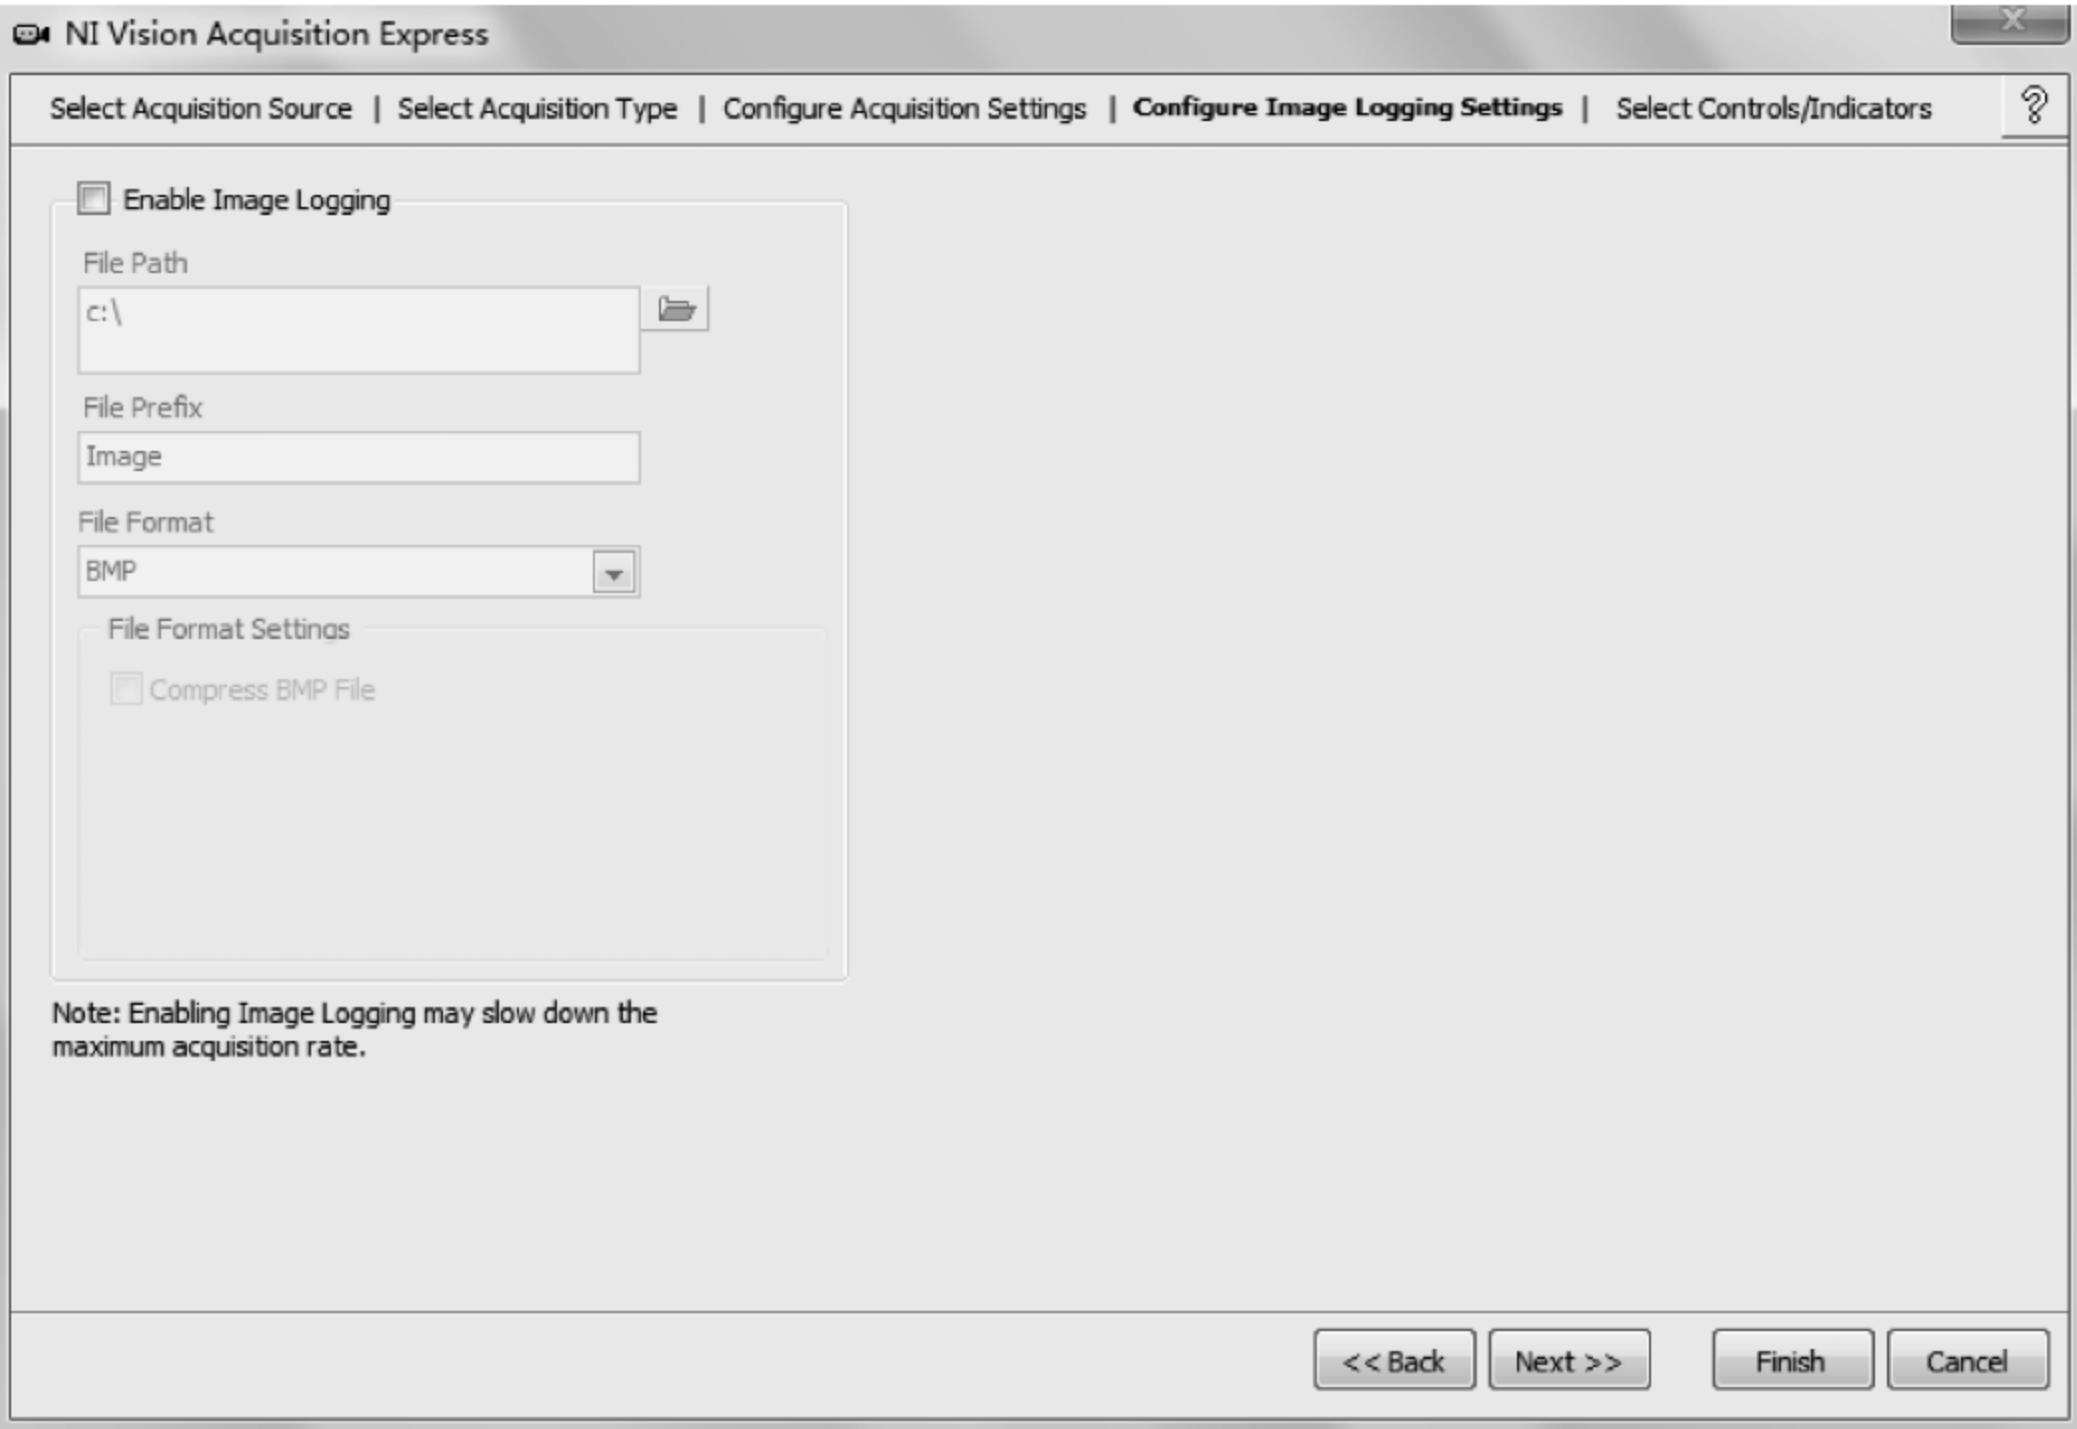 NI Vision Acquisition Express
X
Select Acquisition Source | Select Acquisition Type | Configure Acquisition Settings | Configure Image Logging Settings | Select Controls/Indicators ?
Enable Image Logging
File Path
c:\
File Prefix
Image
File Format
BMP
File Format Settings
Compress BMP File
Note: Enabling Image Logging may slow down the
maximum acquisition rate.
<< Back Next >> Finish Cancel